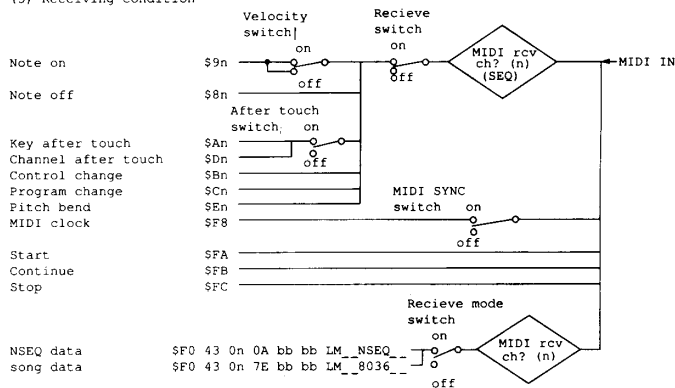 (3) Receiving condition
Velocity
switch
on
off
Recieve
switch
on
off
MIDI rcv
ch? (n)
(SEQ)
MIDI IN
Note on $9n
Note off $8n
After touch
switch
on
off
Key after touch $An
Channel after touch $Dn
Control change $Bn
Program change $Cn
Pitch bend $En
MIDI SYNC
switch
on
off
MIDI clock $F8
Start $FA
Continue $FB
Stop $FC
Recieve mode
switch
on
off
MIDI rcv
ch? (n)
NSEQ data $F0 43 0n 0A bb bb LM__NSEQ_
song data $F0 43 0n 7E bb bb LM__8036_ _